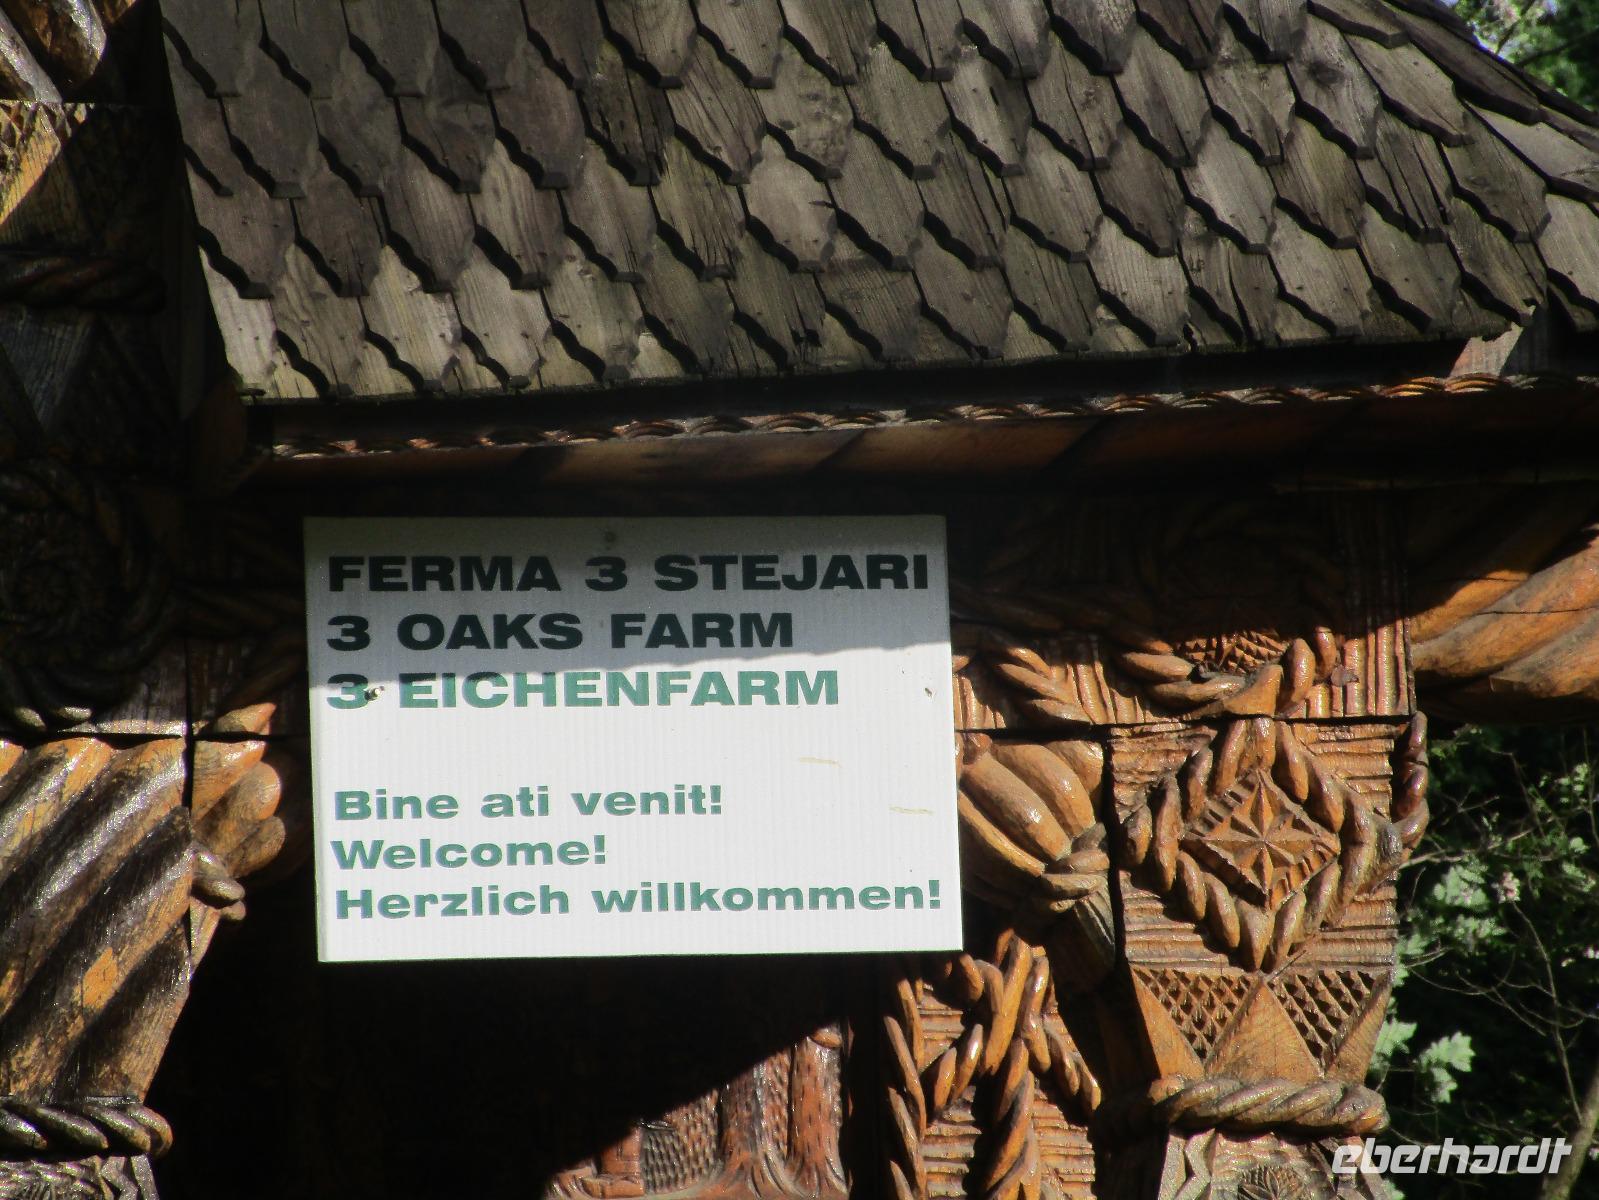 FERMA 3 STEJARI
3 OAKS FARM
3 EICHENFARM
Bine ati venit!
Welcome!
Herzlich willkommen!
eberhardt